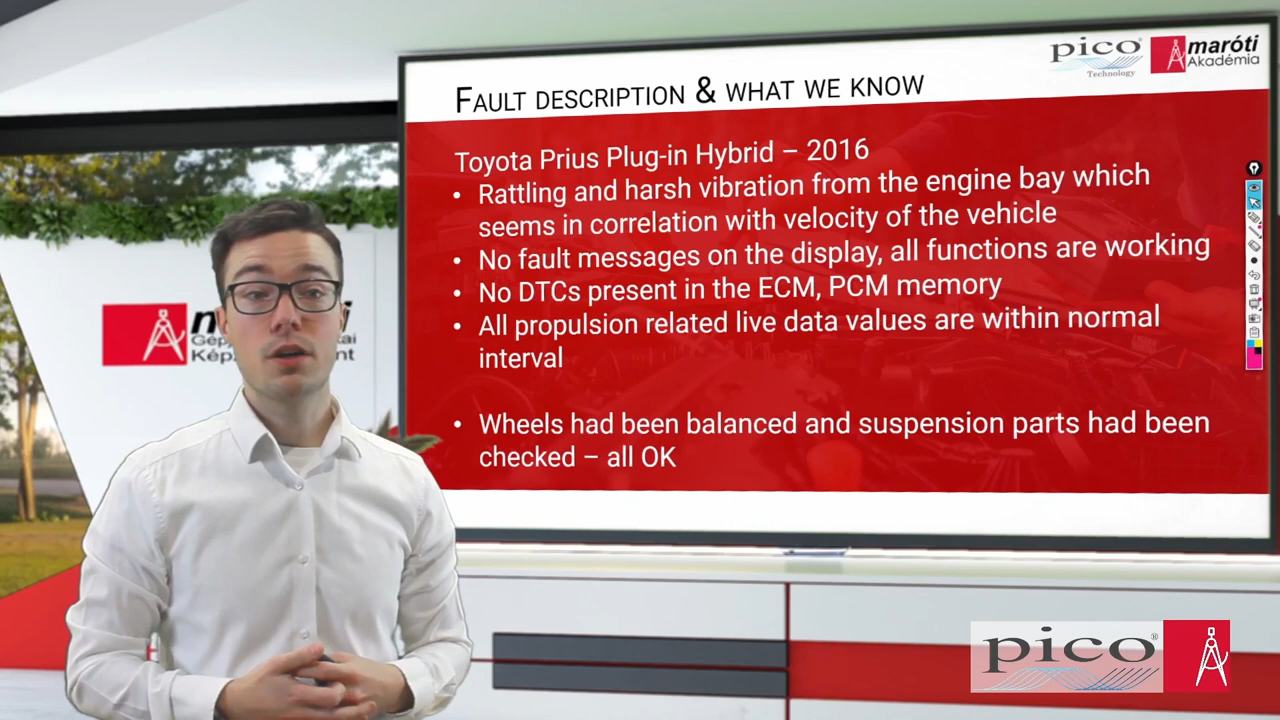 pico
Technology
maróti
Akadémia
FAULT DESCRIPTION & WHAT WE KNOW
Toyota Prius Plug-in Hybrid – 2016
• Rattling and harsh vibration from the engine bay which
seems in correlation with velocity of the vehicle
• No fault messages on the display, all functions are working
• No DTCs present in the ECM, PCM memory
• All propulsion related live data values are within normal
interval
• Wheels had been balanced and suspension parts had been
checked – all OK
pico